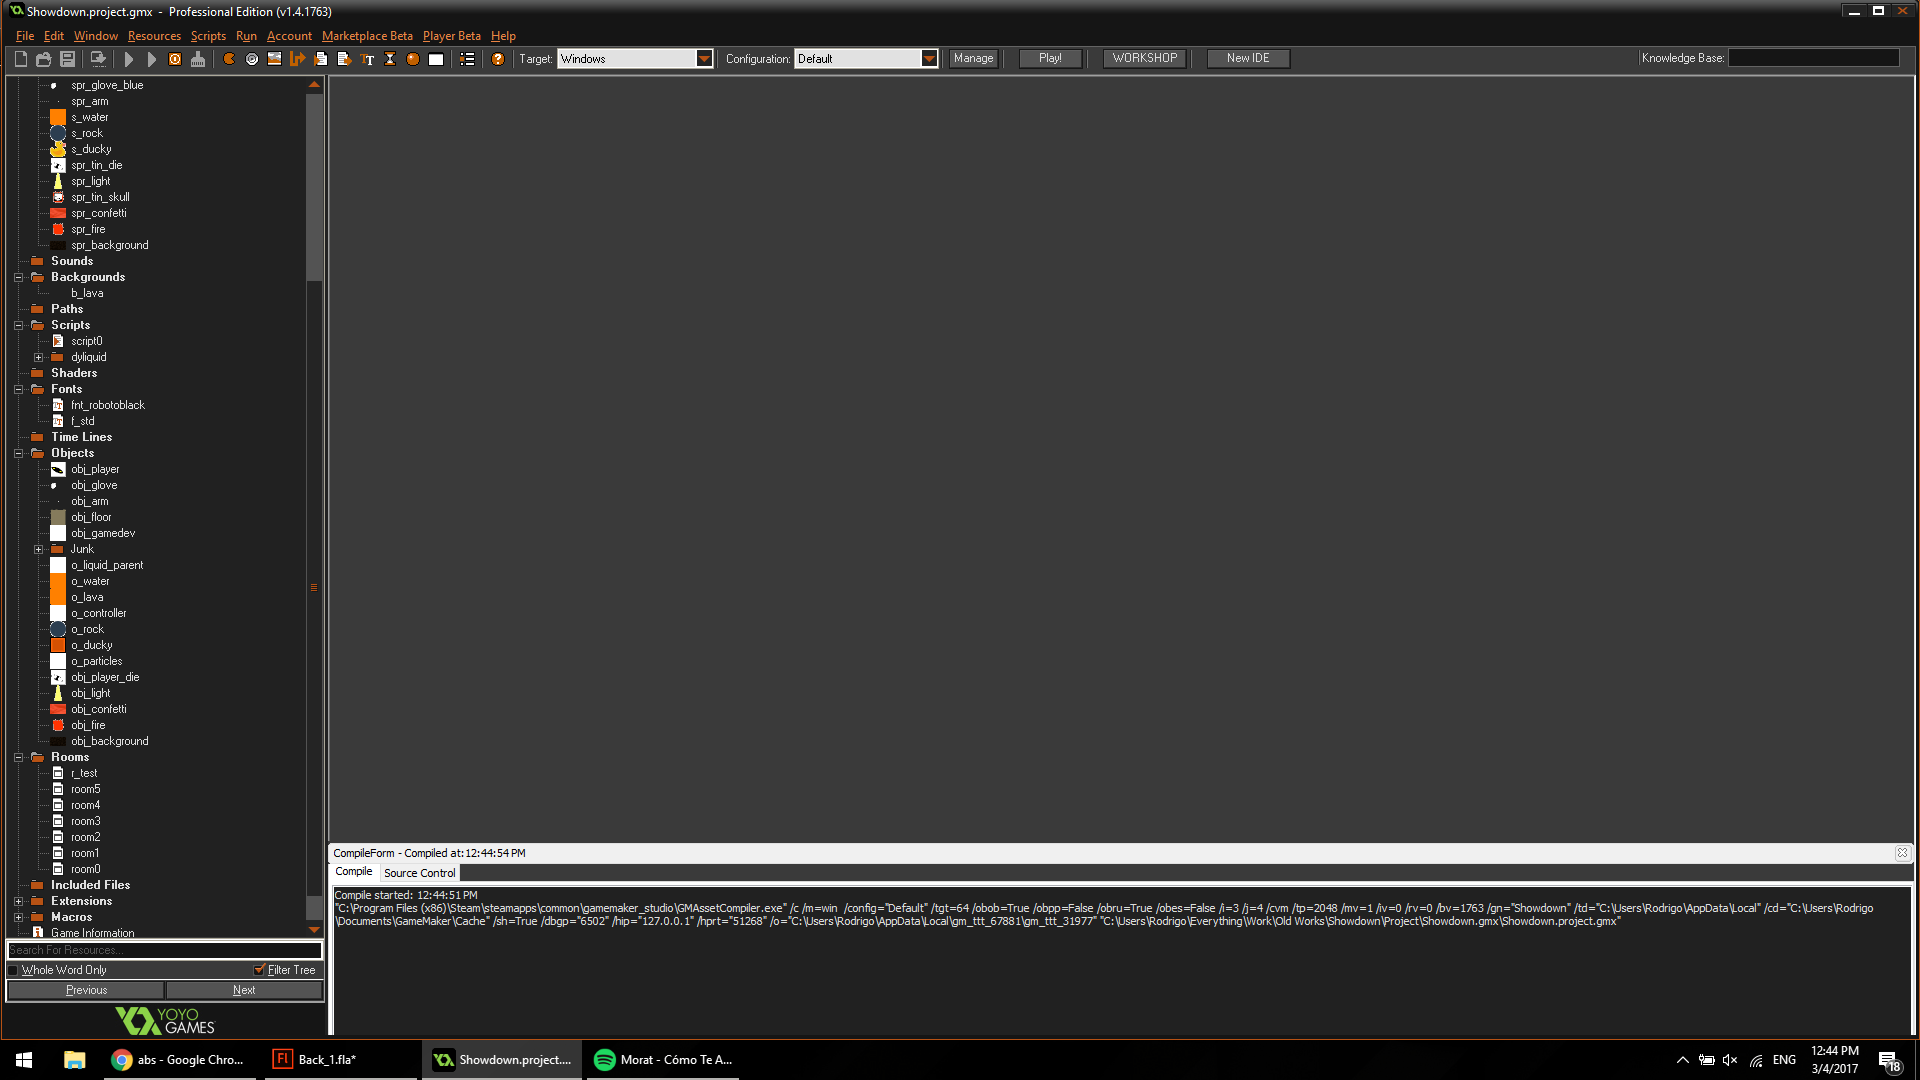 Showdown.project.gmx - Professional Edition (v1.4.1763)
File Edit Window Resources Scripts Run Account Marketplace Beta Player Beta Help
Target: Windows Configuration: Default Manage Play! WORKSHOP New IDE Knowledge Base:
spr_glove_blue
spr_arm
s_water
s_rock
s_ducky
spr_tin_die
spr_light
spr_tin_skull
spr_confetti
spr_fire
spr_background
Sounds
Backgrounds
b_lava
Paths
Scripts
script0
dyliquid
Shaders
Fonts
fnt_robotoblack
f_std
Time Lines
Objects
obj_player
obj_glove
obj_arm
obj_floor
obj_gamedev
Junk
o_liquid_parent
o_water
o_lava
o_controller
o_rock
o_ducky
o_particles
obj_player_die
obj_light
obj_confetti
obj_fire
obj_background
Rooms
r_test
room5
room4
room3
room2
room1
room0
Included Files
Extensions
Macros
Game Information
Search For Resources...
Whole Word Only Filter Tree
Previous Next
YOYO
GAMES
CompileForm - Compiled at:12:44:54 PM
Compile Source Control
Compile started: 12:44:51 PM
"C:\Program Files (x86)\Steam\steamapps\common\gamemaker_studio\GMAssetCompiler.exe" /c /m=win /config="Default" /tgt=64 /obob=True /obpp=False /obru=True /obes=False /i=3 /j=4 /cvm /tp=2048 /mv=1 /iv=0 /rv=0 /bv=1763 /gn="Showdown" /td="C:\Users\Rodrigo\AppData\Local" /cd="C:\Users\Rodrigo
\Documents\GameMaker\Cache" /sh=True /dbgp="6502" /hip="127.0.0.1" /hprt="51268" /o="C:\Users\Rodrigo\AppData\Local\gm_ttt_67881\gm_ttt_31977" "C:\Users\Rodrigo\Everything\Work\Old Works\Showdown\Project\Showdown.gmx\Showdown.project.gmx"
abs - Google Chro...
Fl Back_1.fla*
Showdown.project....
Morat - Cómo Te A...
ENG
12:44 PM
3/4/2017
18